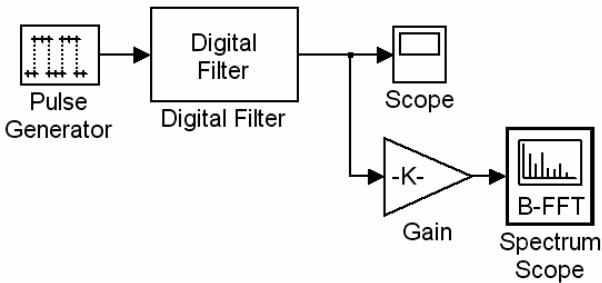 Digital
Filter
Pulse
Generator
Digital Filter
Scope
-K-
Gain
B-FFT
Spectrum
Scope